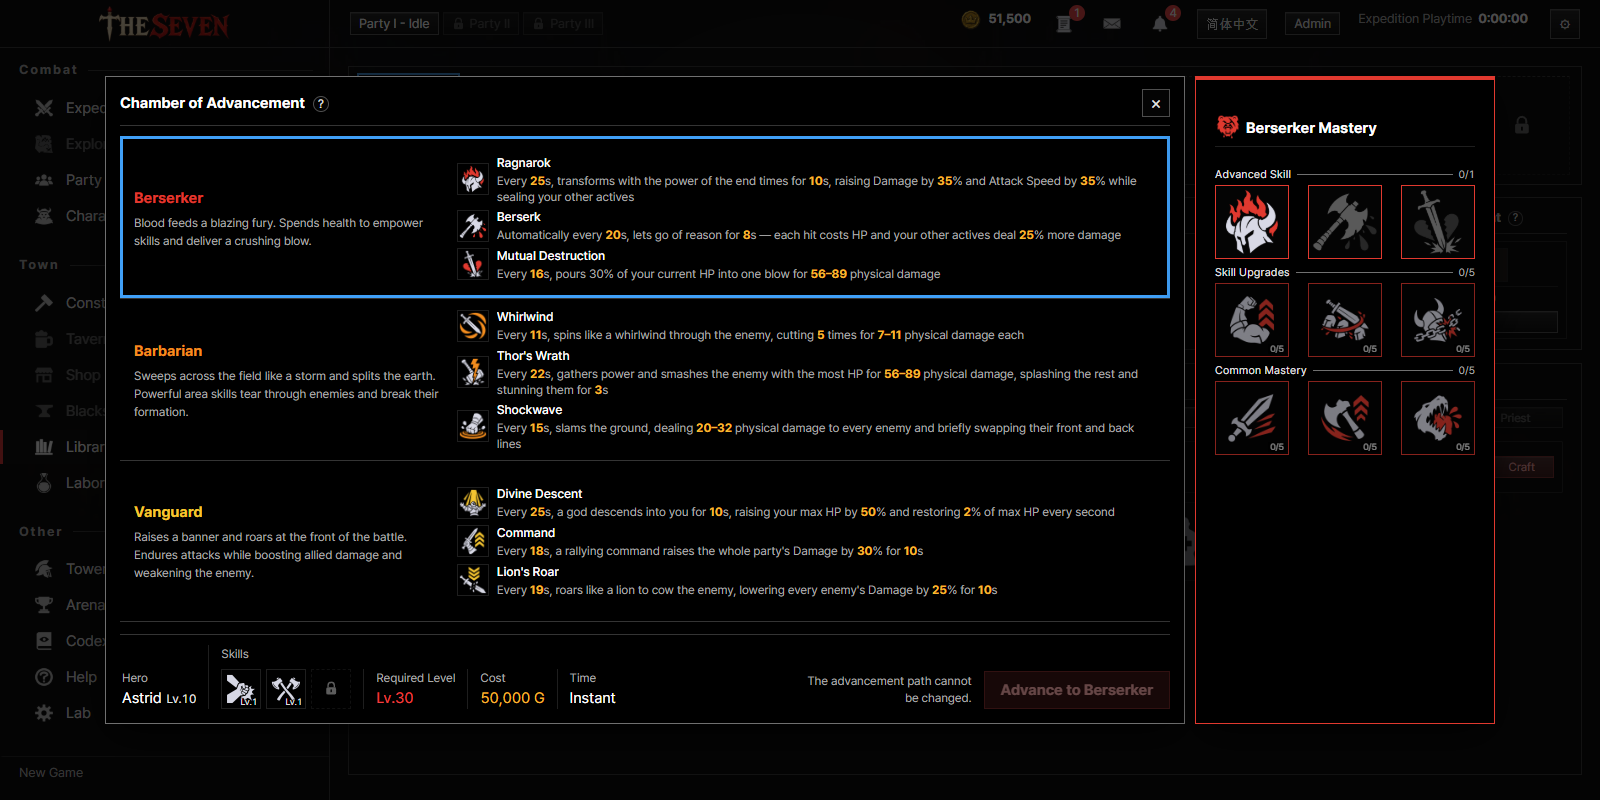 THE SEVEN
Party I - Idle
Party II
Party III
51,500
1
4
简体中文
Admin
Expedition Playtime 0:00:00
Combat
Exped
Explo
Party
Chara
Town
Const
Taver
Shop
Blacks
Librar
Labor
Other
Tower
Arena
Codex
Help
Lab
New Game
Chamber of Advancement ?
×
Berserker
Blood feeds a blazing fury. Spends health to empower
skills and deliver a crushing blow.
Ragnarok
Every 25s, transforms with the power of the end times for 10s, raising Damage by 35% and Attack Speed by 35% while
sealing your other actives
Berserk
Automatically every 20s, lets go of reason for 8s — each hit costs HP and your other actives deal 25% more damage
Mutual Destruction
Every 16s, pours 30% of your current HP into one blow for 56–89 physical damage
Barbarian
Sweeps across the field like a storm and splits the earth.
Powerful area skills tear through enemies and break their
formation.
Whirlwind
Every 11s, spins like a whirlwind through the enemy, cutting 5 times for 7–11 physical damage each
Thor's Wrath
Every 22s, gathers power and smashes the enemy with the most HP for 56–89 physical damage, splashing the rest and
stunning them for 3s
Shockwave
Every 15s, slams the ground, dealing 20–32 physical damage to every enemy and briefly swapping their front and back
lines
Vanguard
Raises a banner and roars at the front of the battle.
Endures attacks while boosting allied damage and
weakening the enemy.
Divine Descent
Every 25s, a god descends into you for 10s, raising your max HP by 50% and restoring 2% of max HP every second
Command
Every 18s, a rallying command raises the whole party's Damage by 30% for 10s
Lion's Roar
Every 19s, roars like a lion to cow the enemy, lowering every enemy's Damage by 25% for 10s
Hero
Astrid Lv.10
Skills
Lv.1
Lv.1
Required Level
Lv.30
Cost
50,000 G
Time
Instant
The advancement path cannot
be changed.
Advance to Berserker
Berserker Mastery
Advanced Skill 0/1
Skill Upgrades 0/5
0/5
0/5
0/5
Common Mastery 0/5
0/5
0/5
0/5
t ?
Priest
Craft